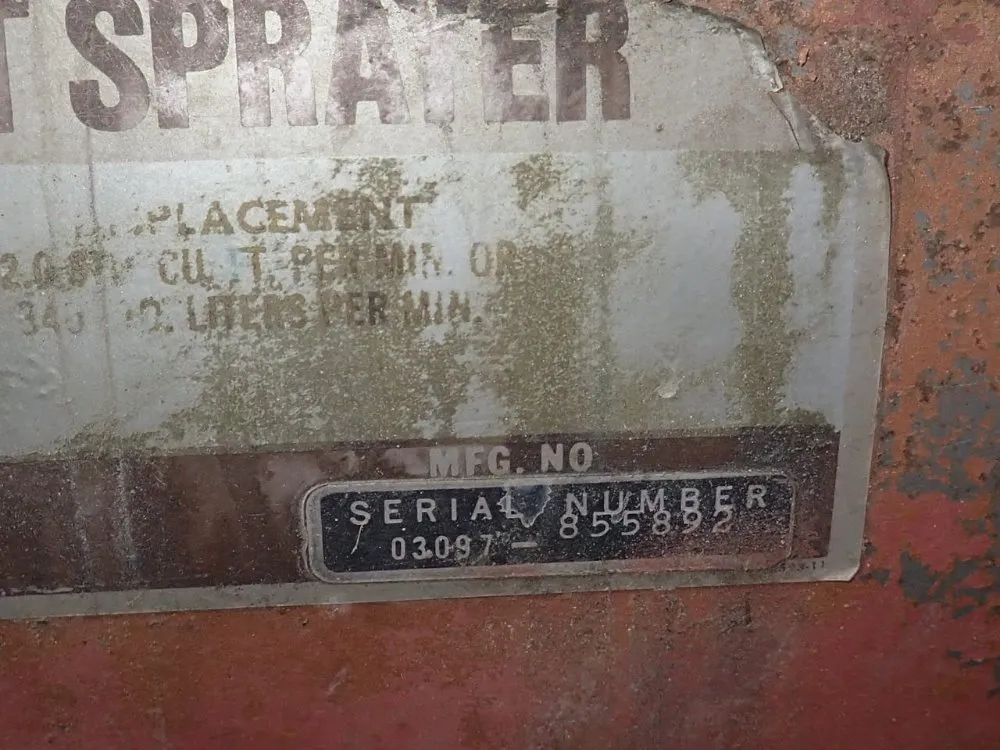 T SPRAYER
PLACEMENT
CU. FT. PER MIN. OR
LITERS PER MIN.
MFG. NO
SERIAL NUMBER
03097- 855892